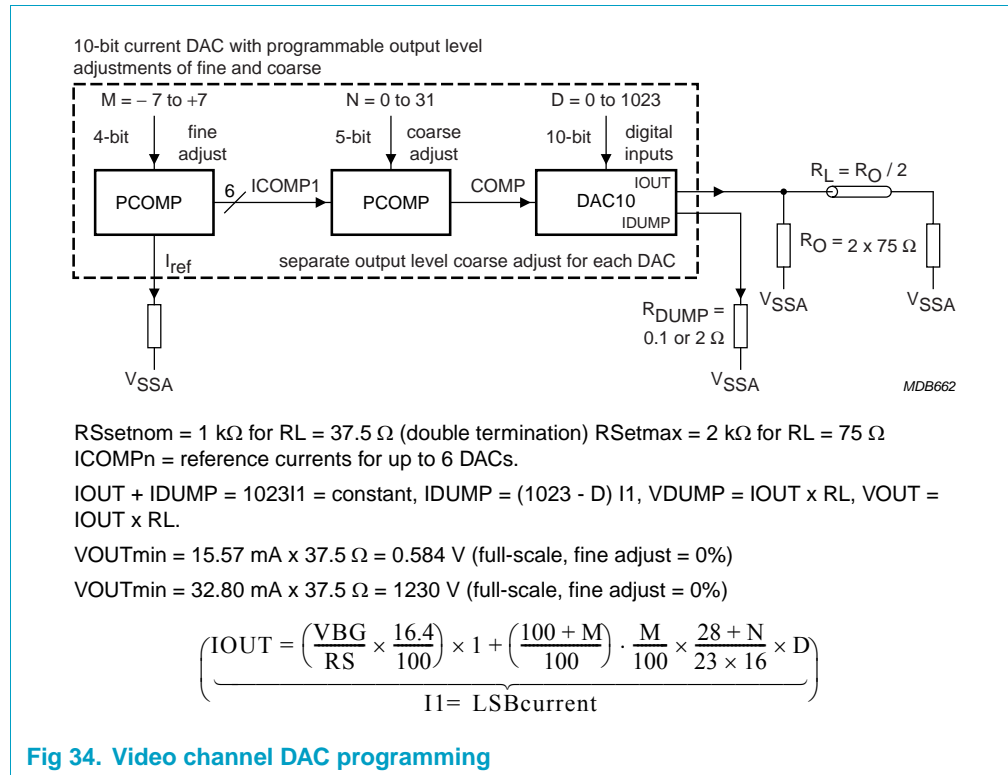 10-bit current DAC with programmable output level
adjustments of fine and coarse
M = – 7 to +7
N = 0 to 31
D = 0 to 1023
4-bit
fine
adjust
5-bit
coarse
adjust
10-bit
digital
inputs
PCOMP
6
ICOMP1
PCOMP
COMP
IOUT
DAC10
IDUMP
RL = RO / 2
RO = 2 x 75 Ω
Iref
separate output level coarse adjust for each DAC
VSSA
VSSA
RDUMP =
0.1 or 2 Ω
VSSA
VSSA
MDB662
RSsetnom = 1 kΩ for RL = 37.5 Ω (double termination) RSetmax = 2 kΩ for RL = 75 Ω
ICOMPn = reference currents for up to 6 DACs.
IOUT + IDUMP = 1023I1 = constant, IDUMP = (1023 - D) I1, VDUMP = IOUT x RL, VOUT =
IOUT x RL.
VOUTmin = 15.57 mA x 37.5 Ω = 0.584 V (full-scale, fine adjust = 0%)
VOUTmin = 32.80 mA x 37.5 Ω = 1230 V (full-scale, fine adjust = 0%)
(IOUT = (VBG/RS × 16.4/100) × 1 + ((100 + M)/100) · M/100 × (28 + N)/(23 × 16) × D)
I1= LSBcurrent
Fig 34. Video channel DAC programming